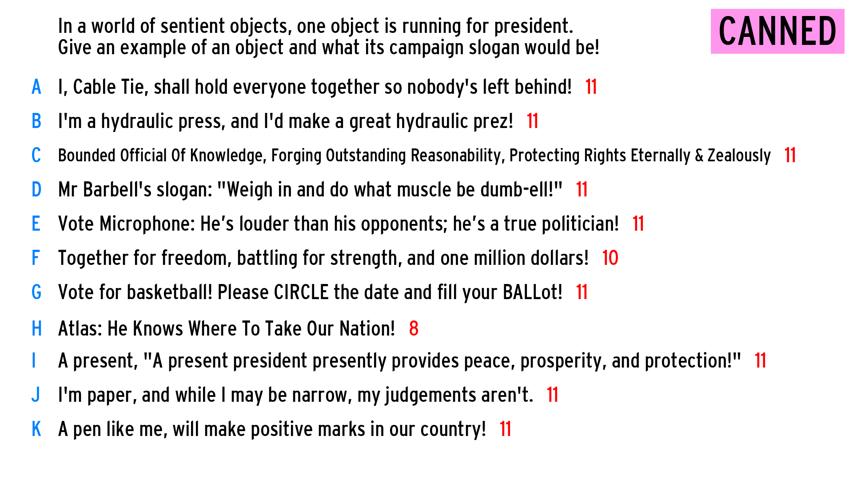 In a world of sentient objects, one object is running for president.
Give an example of an object and what its campaign slogan would be!
CANNED
A I, Cable Tie, shall hold everyone together so nobody's left behind! 11
B I'm a hydraulic press, and I'd make a great hydraulic prez! 11
C Bounded Official Of Knowledge, Forging Outstanding Reasonability, Protecting Rights Eternally & Zealously 11
D Mr Barbell's slogan: "Weigh in and do what muscle be dumb-ell!" 11
E Vote Microphone: He’s louder than his opponents; he’s a true politician! 11
F Together for freedom, battling for strength, and one million dollars! 10
G Vote for basketball! Please CIRCLE the date and fill your BALLot! 11
H Atlas: He Knows Where To Take Our Nation! 8
I A present, "A present president presently provides peace, prosperity, and protection!" 11
J I'm paper, and while I may be narrow, my judgements aren't. 11
K A pen like me, will make positive marks in our country! 11